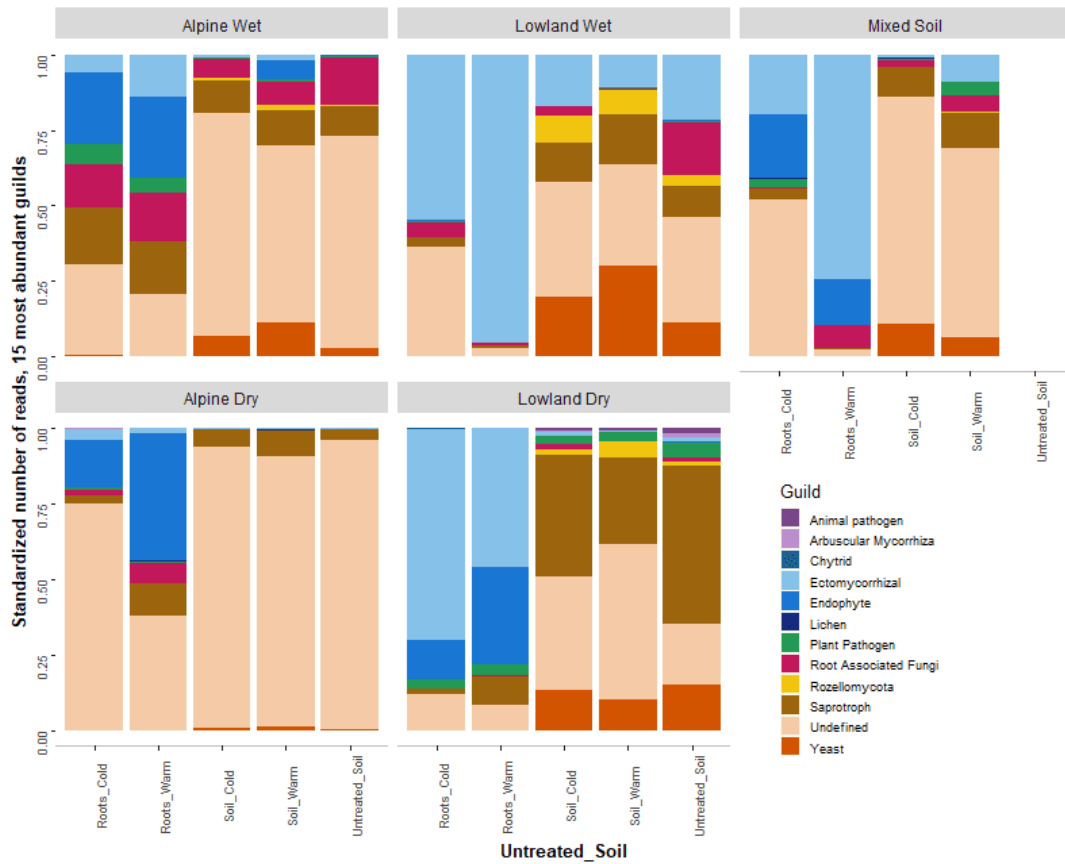 Alpine Wet
Lowland Wet
Mixed Soil
Standardized number of reads, 15 most abundant guilds
1.00
0.75
0.50
0.25
0.00
Roots_Cold
Roots_Warm
Soil_Cold
Soil_Warm
Untreated_Soil
Alpine Dry
Lowland Dry
1.00
0.75
0.50
0.25
0.00
Roots_Cold
Roots_Warm
Soil_Cold
Soil_Warm
Untreated_Soil
Roots_Cold
Roots_Warm
Soil_Cold
Soil_Warm
Untreated_Soil
Guild
Animal pathogen
Arbuscular Mycorrhiza
Chytrid
Ectomycorrhizal
Endophyte
Lichen
Plant Pathogen
Root Associated Fungi
Rozellomycota
Saprotroph
Undefined
Yeast
Untreated_Soil